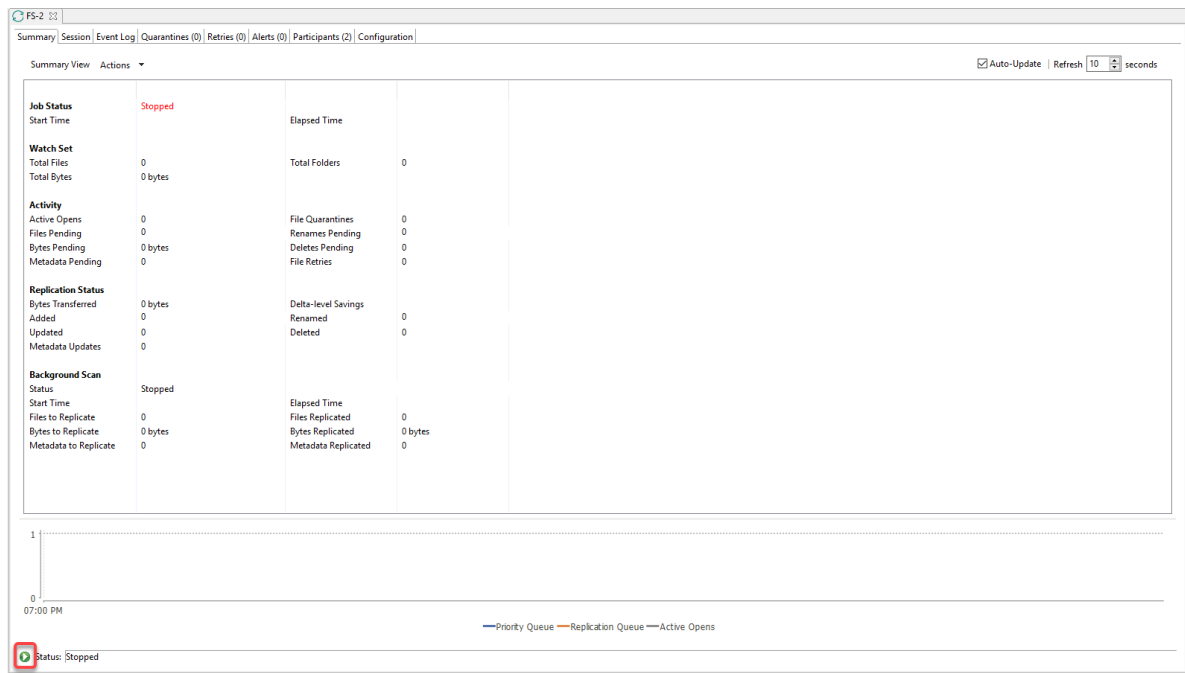 FS-2
Summary Session Event Log Quarantines (0) Retries (0) Alerts (0) Participants (2) Configuration
Summary View Actions Auto-Update Refresh 10 seconds
Job Status Stopped
Start Time Elapsed Time
Watch Set
Total Files 0 Total Folders 0
Total Bytes 0 bytes
Activity
Active Opens 0 File Quarantines 0
Files Pending 0 Renames Pending 0
Bytes Pending 0 bytes Deletes Pending 0
Metadata Pending 0 File Retries 0
Replication Status
Bytes Transferred 0 bytes Delta-level Savings
Added 0 Renamed 0
Updated 0 Deleted 0
Metadata Updates 0
Background Scan
Status Stopped
Start Time Elapsed Time
Files to Replicate 0 Files Replicated 0
Bytes to Replicate 0 bytes Bytes Replicated 0 bytes
Metadata to Replicate 0 Metadata Replicated 0
1
0
07:00 PM
Priority Queue Replication Queue Active Opens
Status: Stopped